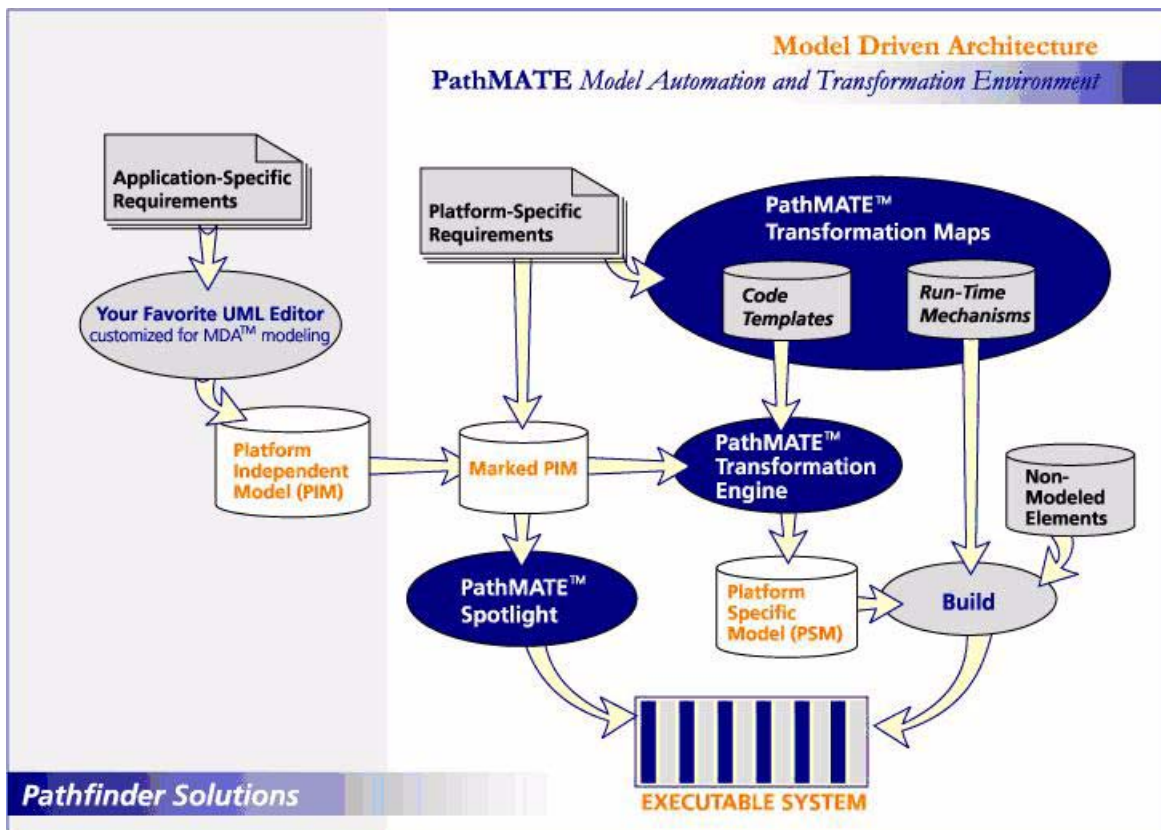 Model Driven Architecture
PathMATE Model Automation and Transformation Environment
Application-Specific
Requirements
Platform-Specific
Requirements
PathMATE™
Transformation Maps
Code
Templates
Run-Time
Mechanisms
Your Favorite UML Editor
customized for MDA™ modeling
Platform
Independent
Model (PIM)
Marked PIM
PathMATE™
Transformation
Engine
Non-
Modeled
Elements
PathMATE™
Spotlight
Platform
Specific
Model (PSM)
Build
EXECUTABLE SYSTEM
Pathfinder Solutions